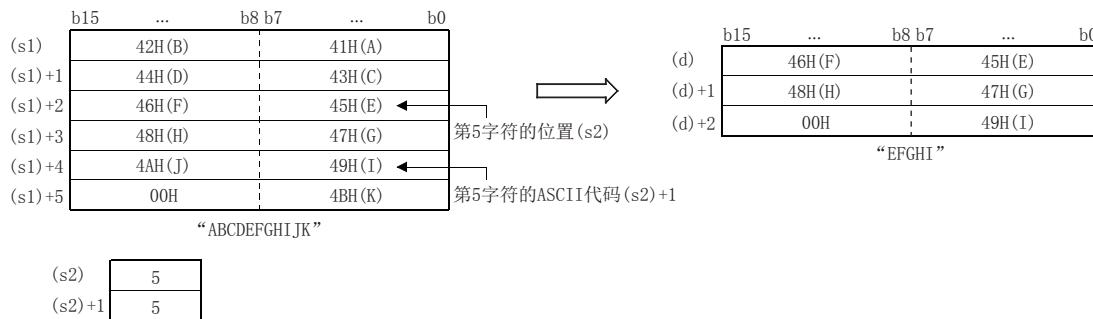 b15 ... b8 b7 ... b0
(s1) 42H(B) 41H(A)
(s1)+1 44H(D) 43H(C)
(s1)+2 46H(F) 45H(E)
(s1)+3 48H(H) 47H(G)
(s1)+4 4AH(J) 49H(I)
(s1)+5 00H 4BH(K)
“ABCDEFGHIJK”
第5字符的位置(s2)
第5字符的ASCII代码(s2)+1
b15 ... b8 b7 ... b0
(d) 46H(F) 45H(E)
(d)+1 48H(H) 47H(G)
(d)+2 00H 49H(I)
“EFGHI”
(s2) 5
(s2)+1 5